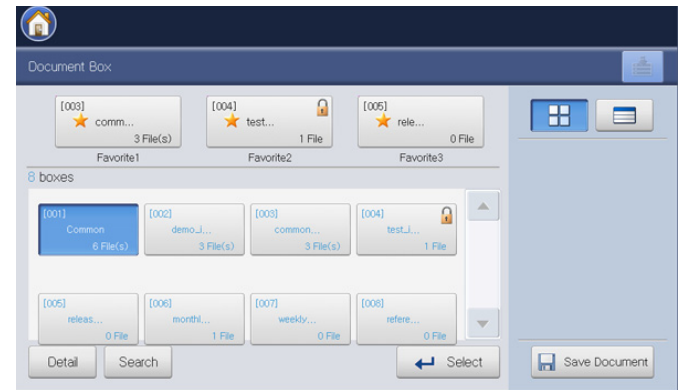 Document Box
[003] [004] [005]
comm... test... rele...
3 File(s) 1 File 0 File
Favorite1 Favorite2 Favorite3
8 boxes
[001] [002] [003] [004]
Common demo_i... common... test_i...
6 File(s) 3 File(s) 3 File(s) 1 File
[005] [006] [007] [008]
releas... monthl... weekly... refere...
0 File 1 File 0 File 0 File
Detail Search Select Save Document